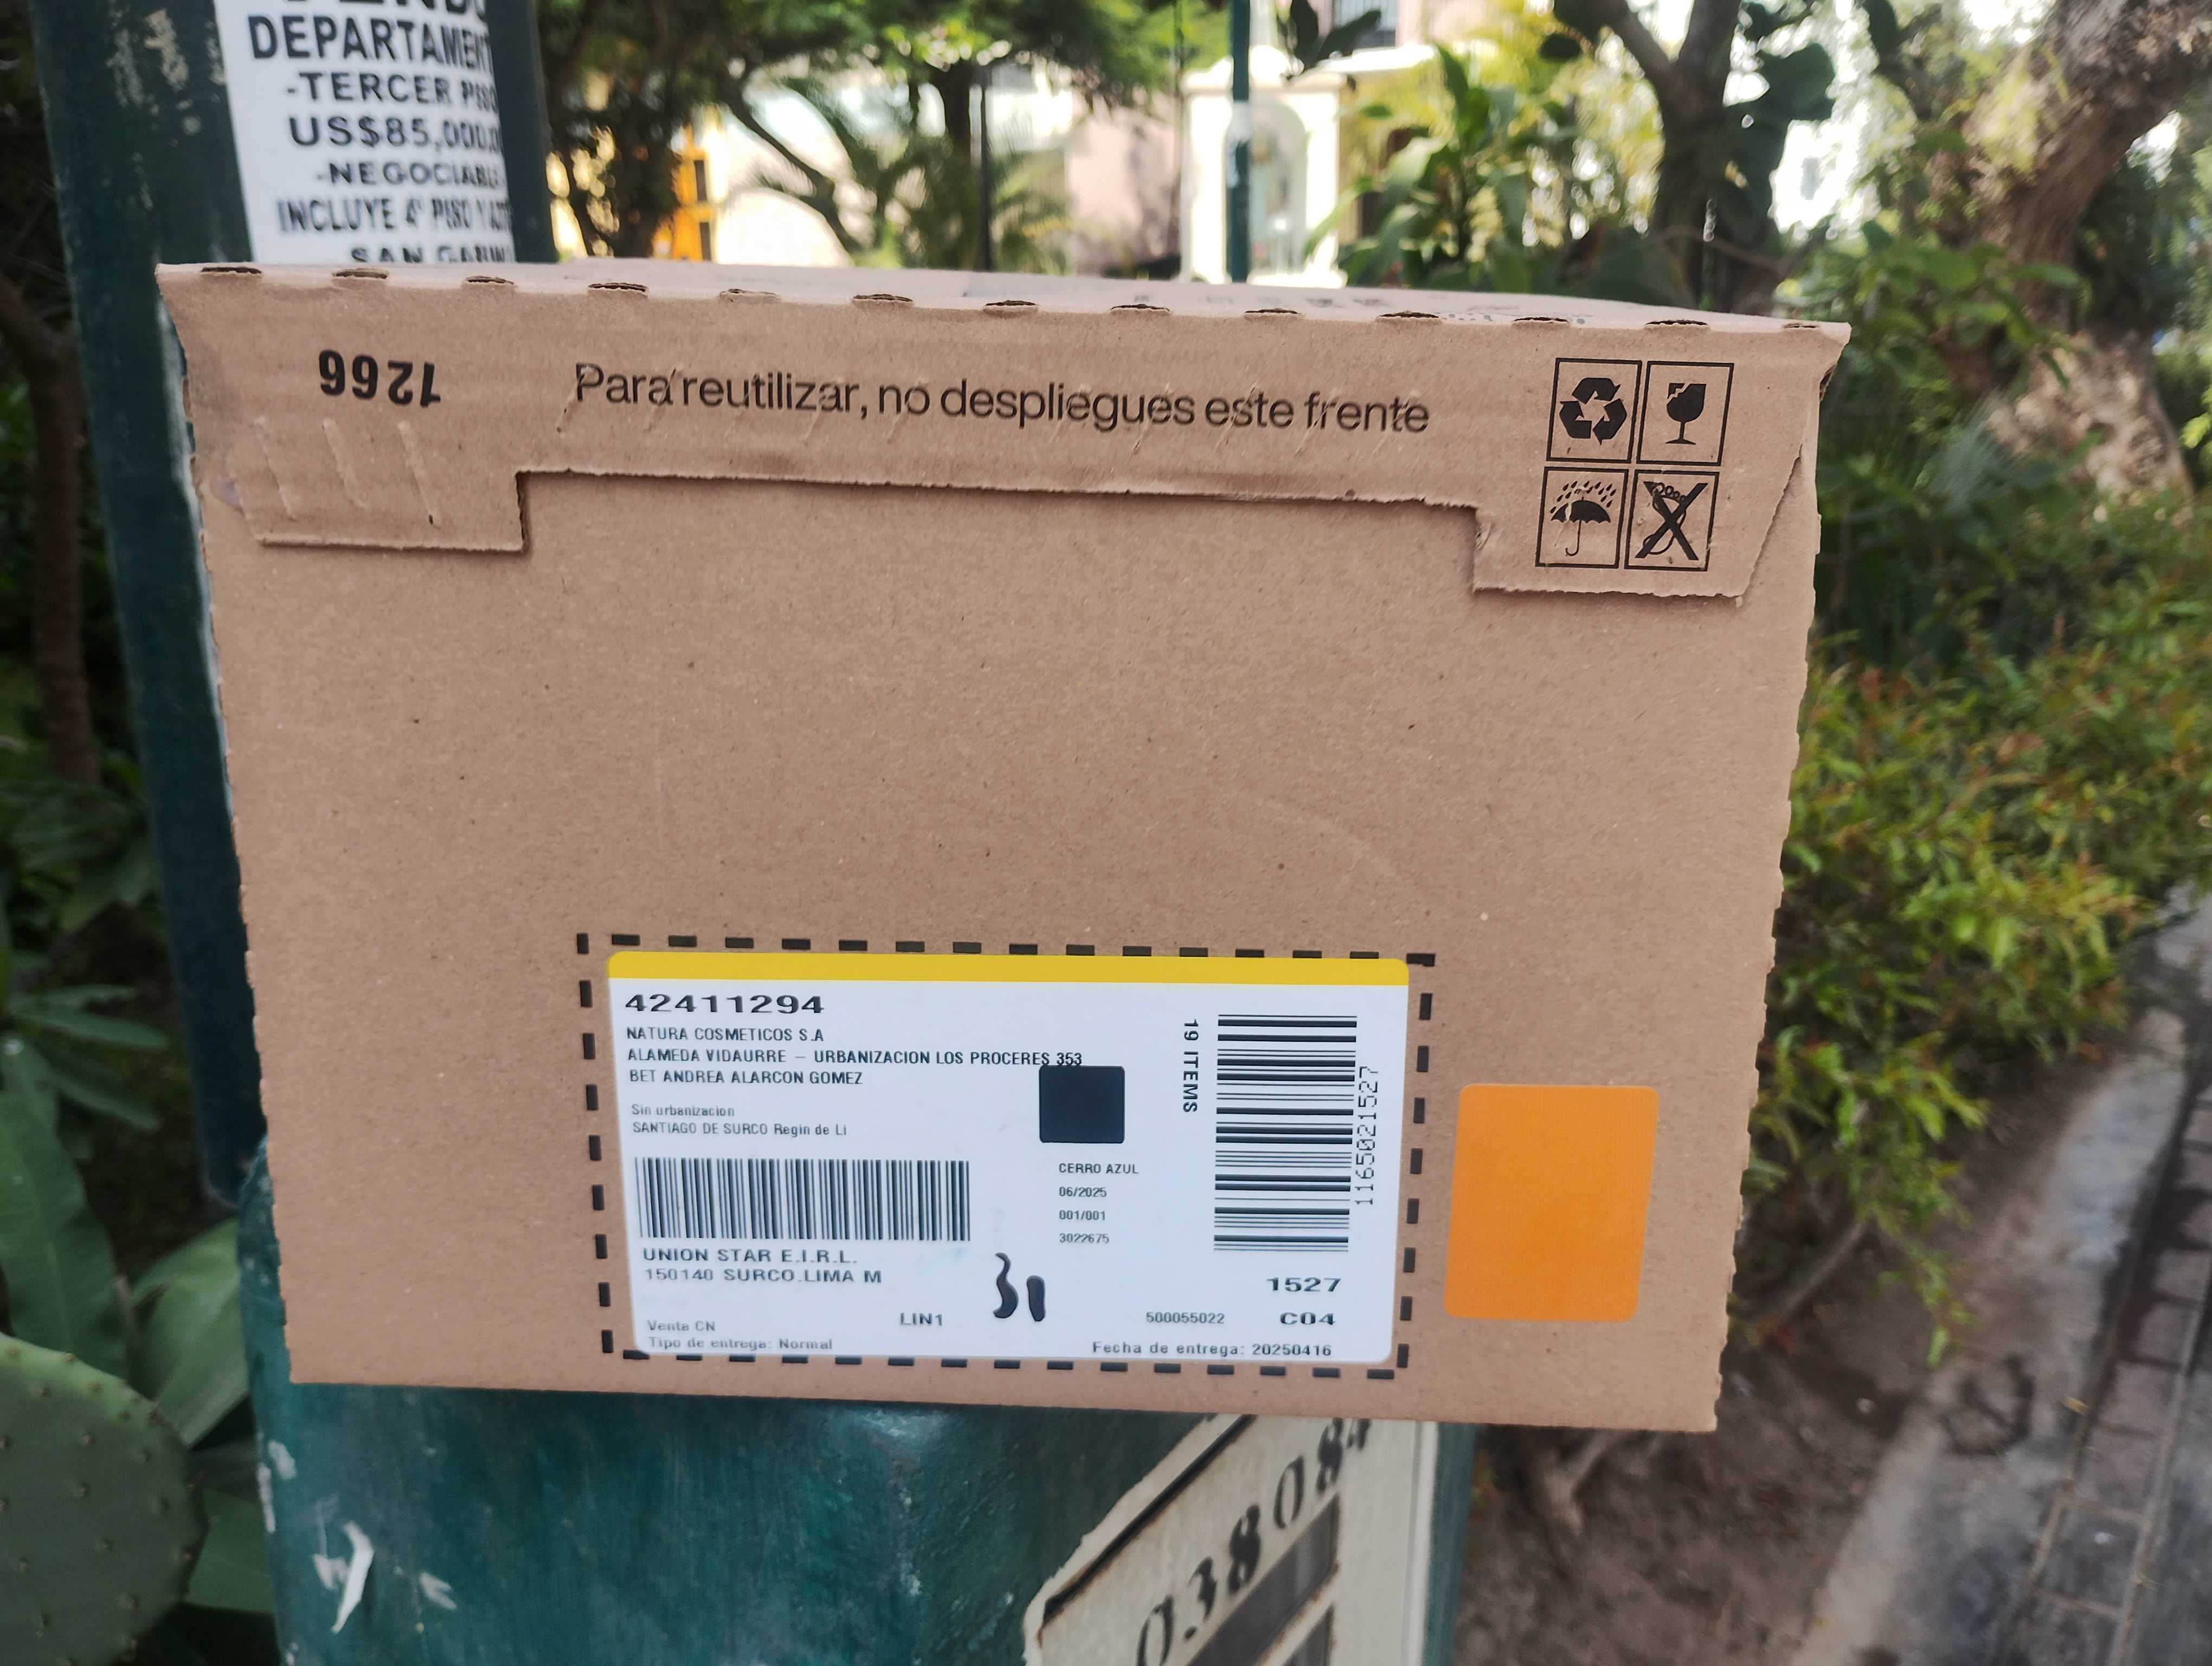 DEPARTAMENT
-TERCER PISO
US$85,000.0
-NEGOCIABLE-
INCLUYE 4° PISO Y
SAN
1266
Para reutilizar, no despliegues este frente
42411294
NATURA COSMETICOS S.A
ALAMEDA VIDAURRE - URBANIZACION LOS PROCERES 353
BET ANDREA ALARCON GOMEZ
Sin urbanizacion
SANTIAGO DE SURCO Regin de Li
19 ITEMS
1165021527
CERRO AZUL
06/2025
001/001
3022675
UNION STAR E.I.R.L.
150140 SURCO.LIMA M
31
1527
LIN1
500055022
C04
Venta CN
Tipo de entrega: Normal
Fecha de entrega: 20250416
038084